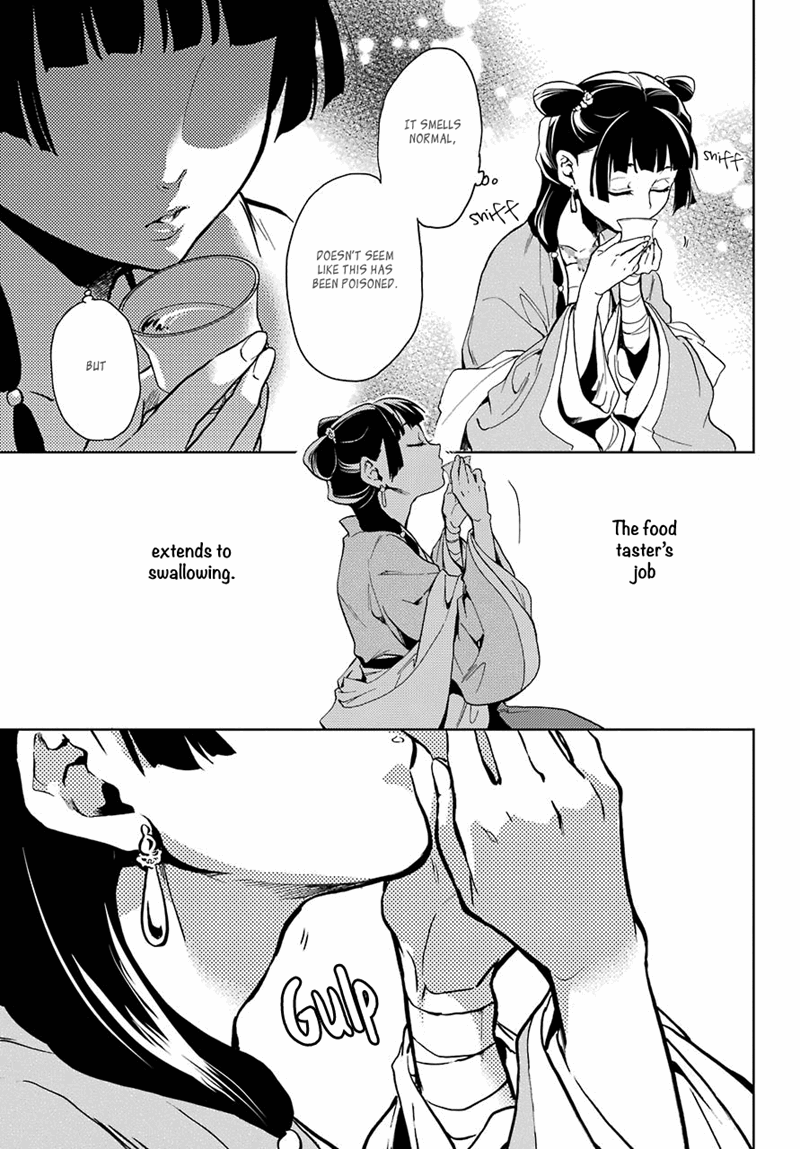 sniff
sniff
IT SMELLS
NORMAL,
DOESN'T SEEM
LIKE THIS HAS
BEEN POISONED.
BUT
The food
taster's
job
extends to
swallowing.
Gulp